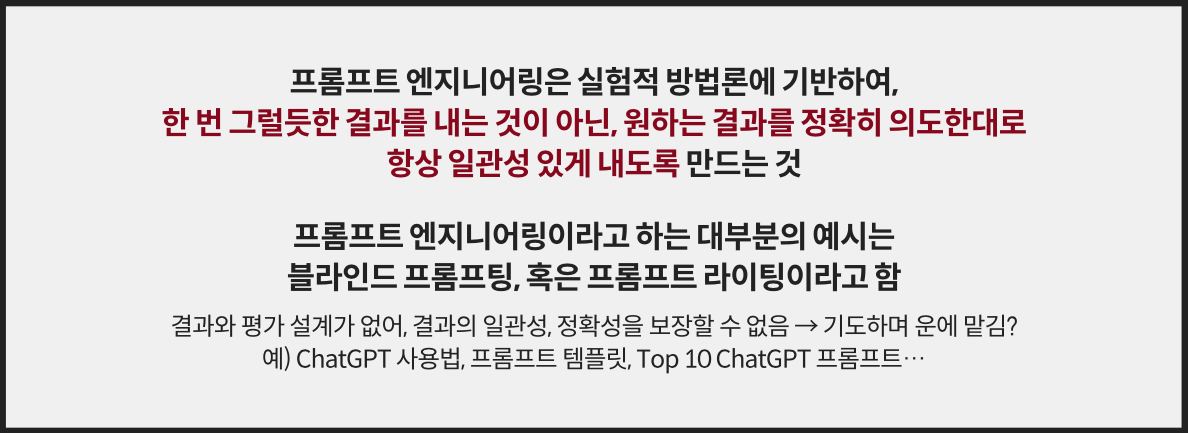 프롬프트 엔지니어링은 실험적 방법론에 기반하여,
한 번 그럴듯한 결과를 내는 것이 아닌, 원하는 결과를 정확히 의도한대로
항상 일관성 있게 내도록 만드는 것
프롬프트 엔지니어링이라고 하는 대부분의 예시는
블라인드 프롬프팅, 혹은 프롬프트 라이팅이라고 함
결과와 평가 설계가 없어, 결과의 일관성, 정확성을 보장할 수 없음 → 기도하며 운에 맡김?
예) ChatGPT 사용법, 프롬프트 템플릿, Top 10 ChatGPT 프롬프트…